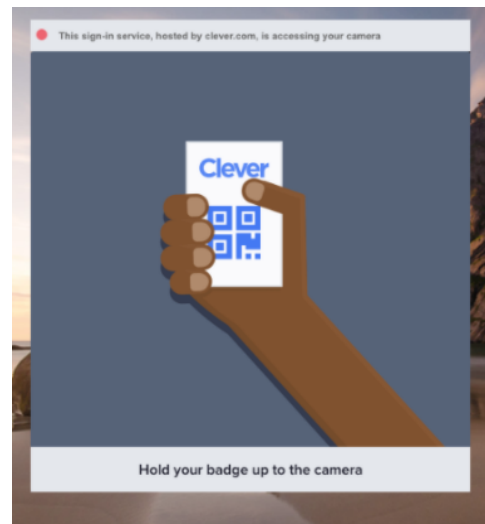 This sign-in service, hosted by clever.com, is accessing your camera
Clever
Hold your badge up to the camera